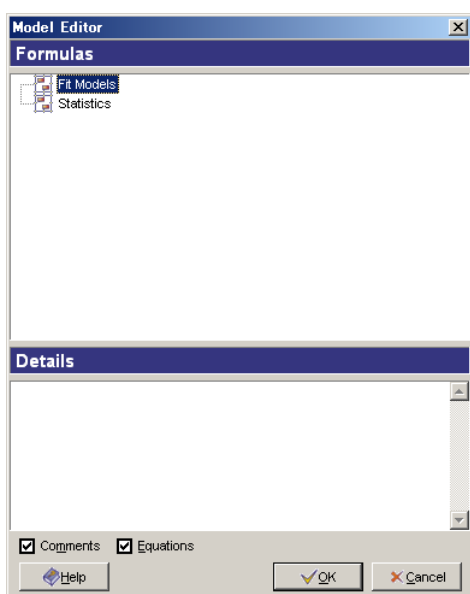 Model Editor
Formulas
Fit Models
Statistics
Details
Comments Equations
Help OK Cancel